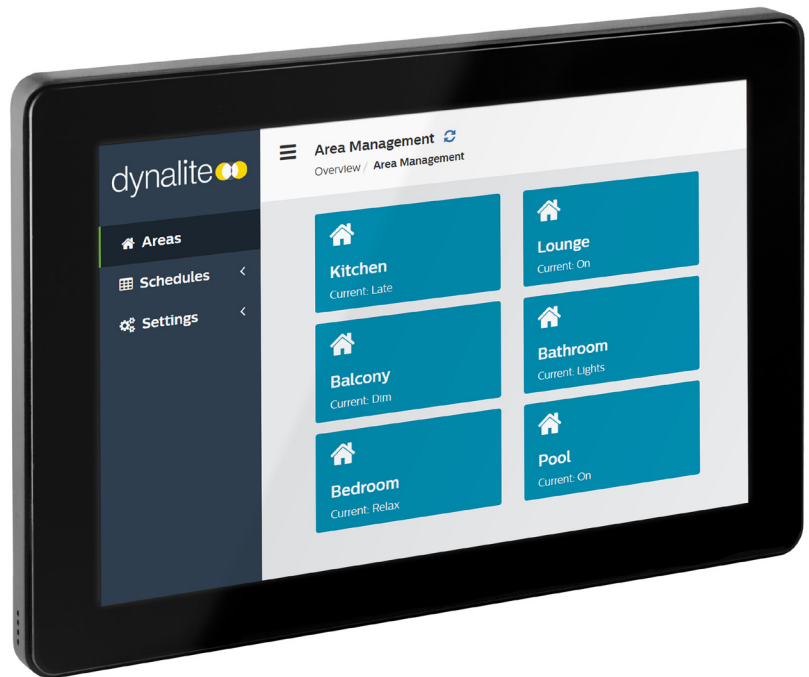 dynalite
Areas
Schedules
Settings
Area Management
Overview / Area Management
Kitchen
Current: Late
Lounge
Current: On
Balcony
Current: Dim
Bathroom
Current: Lights
Bedroom
Current: Relax
Pool
Current: On